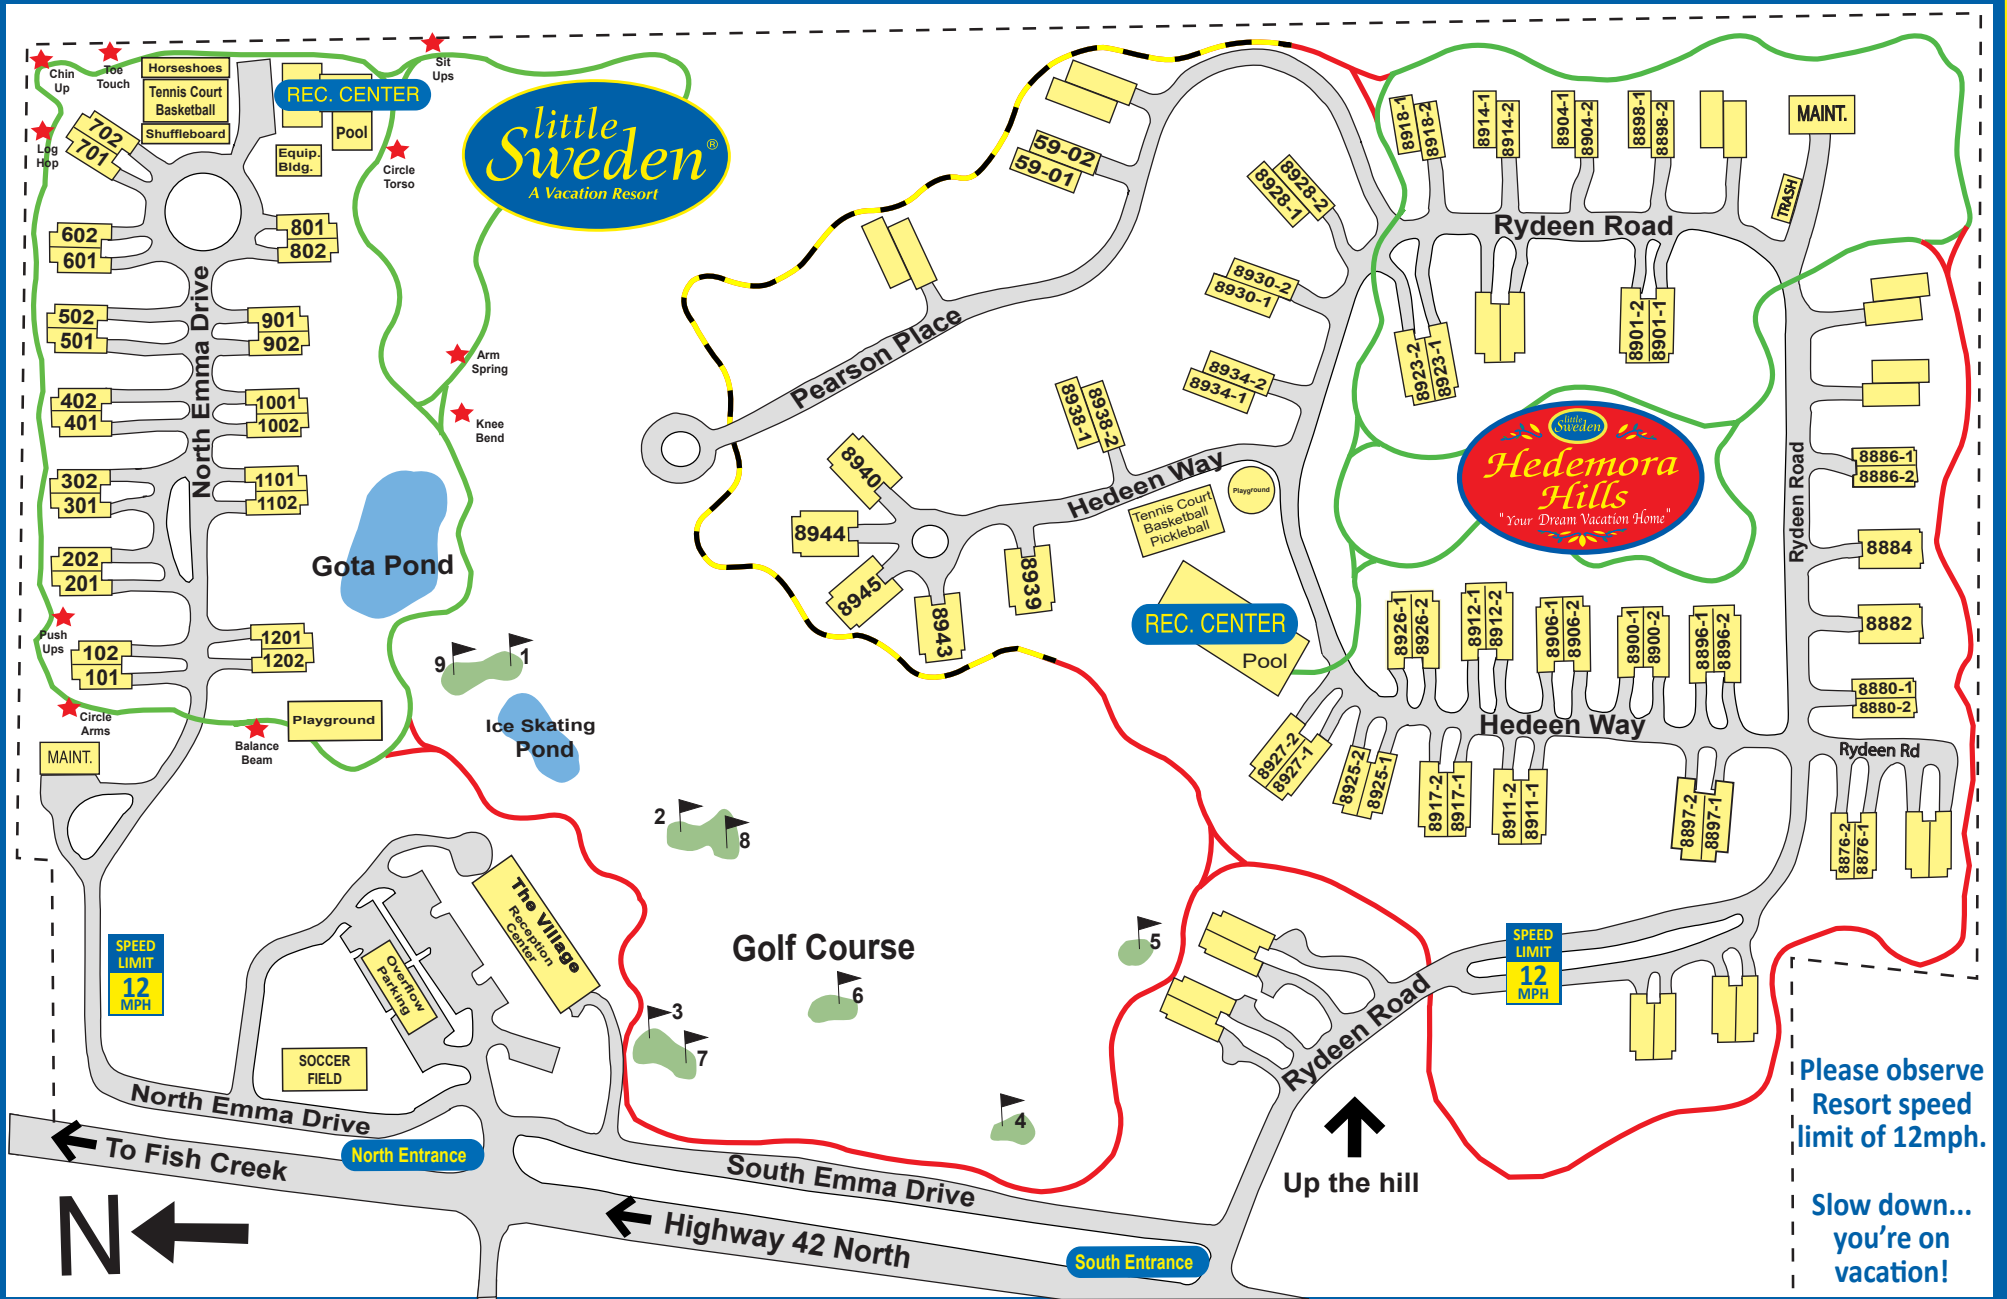 Chin
Up
Toe
Touch
Horseshoes
Tennis Court
Basketball
Shuffleboard
REC. CENTER
Pool
Equip.
Bldg.
Sit
Ups
Circle
Torso
Log
Hop
little
Sweden®
A Vacation Resort
702
701
602
601
801
802
502
501
901
902
402
401
1001
1002
302
301
1101
1102
202
201
102
101
1201
1202
North Emma Drive
Arm
Spring
Knee
Bend
Gota Pond
Push
Ups
Circle
Arms
Balance
Beam
Playground
MAINT.
9
1
Ice Skating
Pond
2
8
Golf Course
5
6
3
7
4
The Village
Reception
Center
Overflow
Parking
SOCCER
FIELD
SPEED
LIMIT
12
MPH
North Emma Drive
To Fish Creek
North Entrance
N
South Emma Drive
Highway 42 North
South Entrance
59-02
59-01
Pearson Place
8928-2
8928-1
8930-2
8930-1
8934-2
8934-1
8938-1
8938-2
8940
8944
8945
8943
8939
Hedeen Way
Tennis Court
Basketball
Pickleball
Playground
REC. CENTER
Pool
8918-1
8918-2
8914-1
8914-2
8904-1
8904-2
8898-1
8898-2
MAINT.
TRASH
Rydeen Road
8923-2
8923-1
8901-2
8901-1
little
Sweden
Hedemora
Hills
"Your Dream Vacation Home"
Rydeen Road
8886-1
8886-2
8884
8882
8880-1
8880-2
8926-1
8926-2
8912-1
8912-2
8906-1
8906-2
8900-1
8900-2
8896-1
8896-2
Hedeen Way
Rydeen Rd
8927-2
8927-1
8925-2
8925-1
8917-2
8917-1
8911-2
8911-1
8897-2
8897-1
8876-2
8876-1
SPEED
LIMIT
12
MPH
Rydeen Road
Up the hill
Please observe
Resort speed
limit of 12mph.
Slow down...
you're on
vacation!